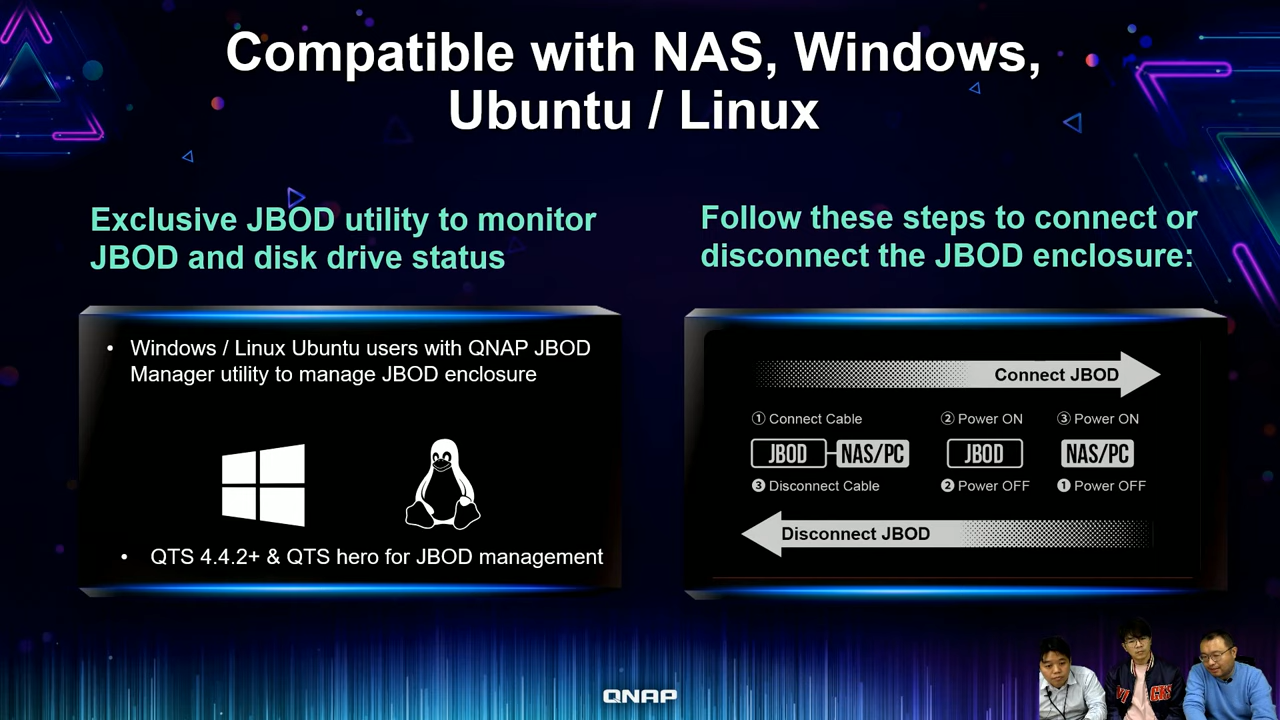 Compatible with NAS, Windows,
Ubuntu / Linux
Exclusive JBOD utility to monitor
JBOD and disk drive status
• Windows / Linux Ubuntu users with QNAP JBOD
Manager utility to manage JBOD enclosure
• QTS 4.4.2+ & QTS hero for JBOD management
Follow these steps to connect or
disconnect the JBOD enclosure:
Connect JBOD
① Connect Cable ② Power ON ③ Power ON
JBOD NAS/PC JBOD NAS/PC
❸ Disconnect Cable ❷ Power OFF ❶ Power OFF
Disconnect JBOD
QNAP